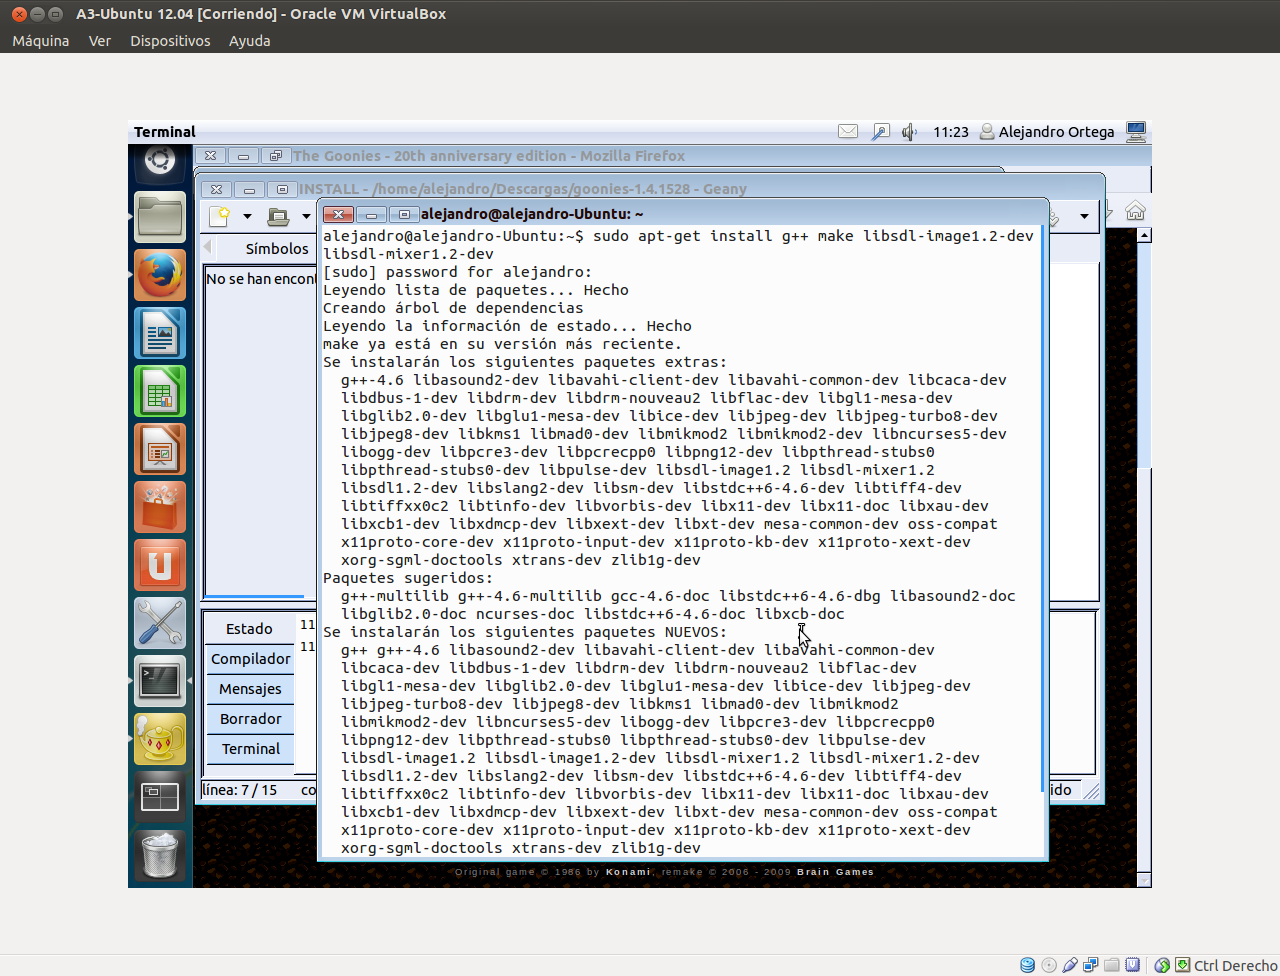 A3-Ubuntu 12.04 [Corriendo] - Oracle VM VirtualBox
Máquina Ver Dispositivos Ayuda
Terminal 11:23 Alejandro Ortega
The Goonies - 20th anniversary edition - Mozilla Firefox
INSTALL - /home/alejandro/Descargas/goonies-1.4.1528 - Geany
alejandro@alejandro-Ubuntu: ~
Símbolos
No se han encont
alejandro@alejandro-Ubuntu:~$ sudo apt-get install g++ make libsdl-image1.2-dev
libsdl-mixer1.2-dev
[sudo] password for alejandro:
Leyendo lista de paquetes... Hecho
Creando árbol de dependencias
Leyendo la información de estado... Hecho
make ya está en su versión más reciente.
Se instalarán los siguientes paquetes extras:
g++-4.6 libasound2-dev libavahi-client-dev libavahi-common-dev libcaca-dev
libdbus-1-dev libdrm-dev libdrm-nouveau2 libflac-dev libgl1-mesa-dev
libglib2.0-dev libglu1-mesa-dev libice-dev libjpeg-dev libjpeg-turbo8-dev
libjpeg8-dev libkms1 libmad0-dev libmikmod2 libmikmod2-dev libncurses5-dev
libogg-dev libpcre3-dev libpcrecpp0 libpng12-dev libpthread-stubs0
libpthread-stubs0-dev libpulse-dev libsdl-image1.2 libsdl-mixer1.2
libsdl1.2-dev libslang2-dev libsm-dev libstdc++6-4.6-dev libtiff4-dev
libtiffxx0c2 libtinfo-dev libvorbis-dev libx11-dev libx11-doc libxau-dev
libxcb1-dev libxdmcp-dev libxext-dev libxt-dev mesa-common-dev oss-compat
x11proto-core-dev x11proto-input-dev x11proto-kb-dev x11proto-xext-dev
xorg-sgml-doctools xtrans-dev zlib1g-dev
Paquetes sugeridos:
g++-multilib g++-4.6-multilib gcc-4.6-doc libstdc++6-4.6-dbg libasound2-doc
libglib2.0-doc ncurses-doc libstdc++6-4.6-doc libxcb-doc
Se instalarán los siguientes paquetes NUEVOS:
g++ g++-4.6 libasound2-dev libavahi-client-dev libavahi-common-dev
libcaca-dev libdbus-1-dev libdrm-dev libdrm-nouveau2 libflac-dev
libgl1-mesa-dev libglib2.0-dev libglu1-mesa-dev libice-dev libjpeg-dev
libjpeg-turbo8-dev libjpeg8-dev libkms1 libmad0-dev libmikmod2
libmikmod2-dev libncurses5-dev libogg-dev libpcre3-dev libpcrecpp0
libpng12-dev libpthread-stubs0 libpthread-stubs0-dev libpulse-dev
libsdl-image1.2 libsdl-image1.2-dev libsdl-mixer1.2 libsdl-mixer1.2-dev
libsdl1.2-dev libslang2-dev libsm-dev libstdc++6-4.6-dev libtiff4-dev
libtiffxx0c2 libtinfo-dev libvorbis-dev libx11-dev libx11-doc libxau-dev
libxcb1-dev libxdmcp-dev libxext-dev libxt-dev mesa-common-dev oss-compat
x11proto-core-dev x11proto-input-dev x11proto-kb-dev x11proto-xext-dev
xorg-sgml-doctools xtrans-dev zlib1g-dev
Estado 11
11
Compilador
Mensajes
Borrador
Terminal
línea: 7 / 15 co ido
Original game © 1986 by Konami, remake © 2006 - 2009 Brain Games
Ctrl Derecho